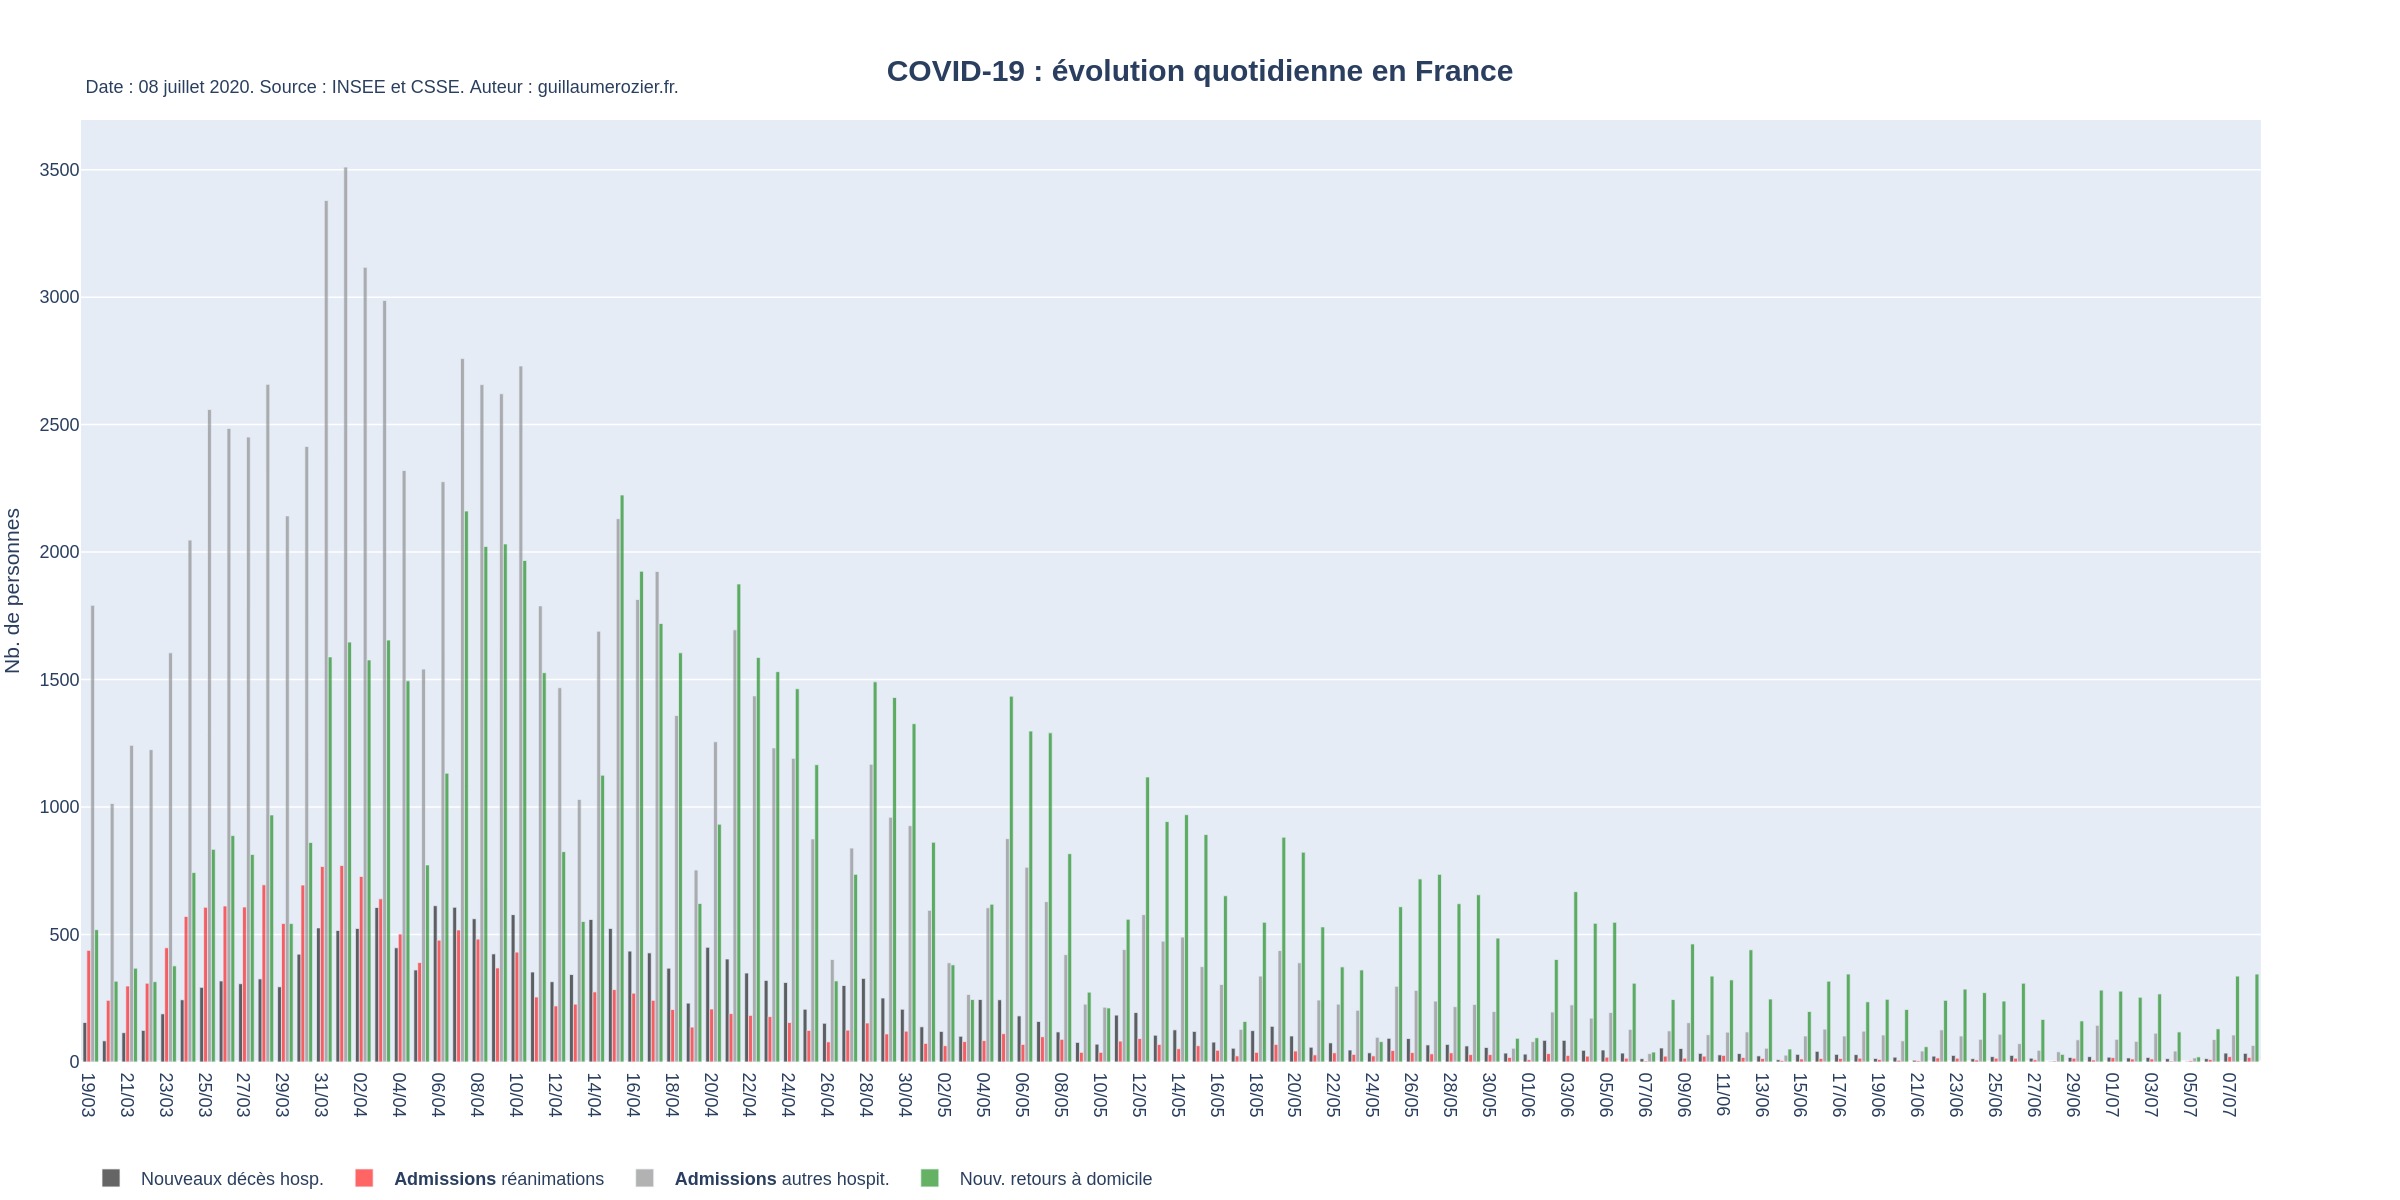 COVID-19 : évolution quotidienne en France
Date : 08 juillet 2020. Source : INSEE et CSSE. Auteur : guillaumerozier.fr.
Nb. de personnes
3500
3000
2500
2000
1500
1000
500
0
19/03 21/03 23/03 25/03 27/03 29/03 31/03 02/04 04/04 06/04 08/04 10/04 12/04 14/04 16/04 18/04 20/04 22/04 24/04 26/04 28/04 30/04 02/05 04/05 06/05 08/05 10/05 12/05 14/05 16/05 18/05 20/05 22/05 24/05 26/05 28/05 30/05 01/06 03/06 05/06 07/06 09/06 11/06 13/06 15/06 17/06 19/06 21/06 23/06 25/06 27/06 29/06 01/07 03/07 05/07 07/07
Nouveaux décès hosp. Admissions réanimations Admissions autres hospit. Nouv. retours à domicile